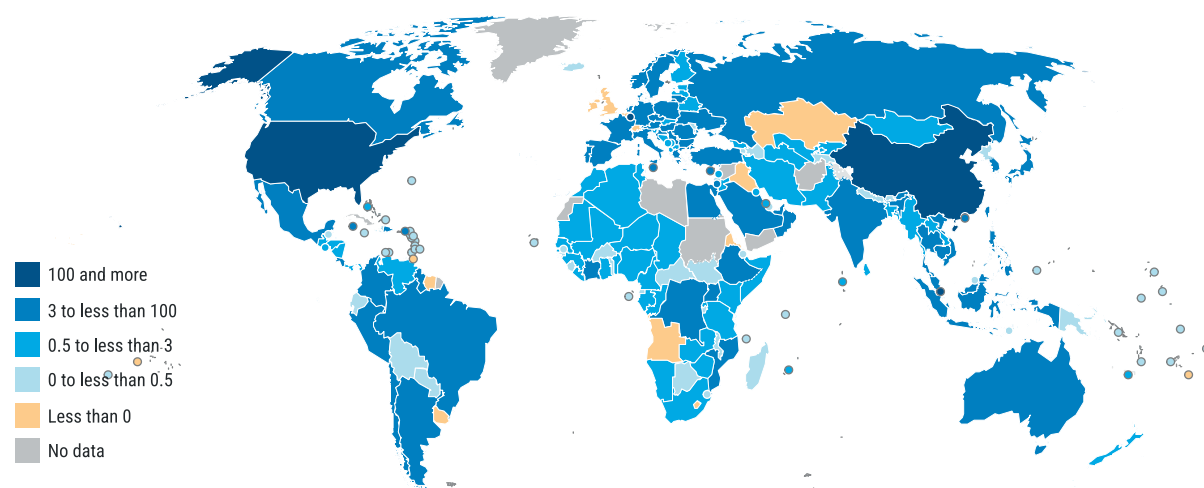 100 and more
3 to less than 100
0.5 to less than 3
0 to less than 0.5
Less than 0
No data